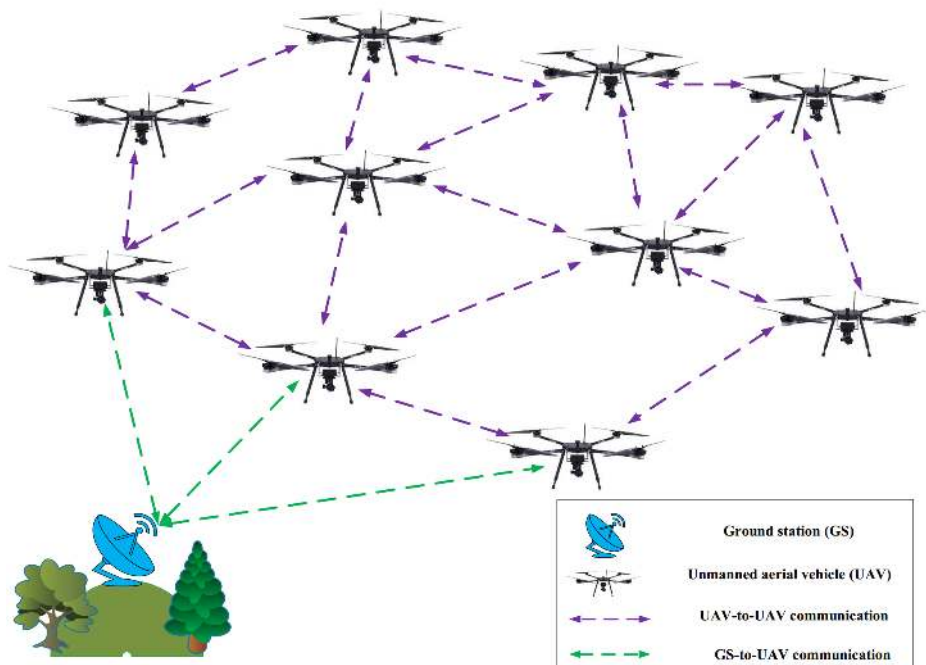 Ground station (GS)
Unmanned aerial vehicle (UAV)
UAV-to-UAV communication
GS-to-UAV communication